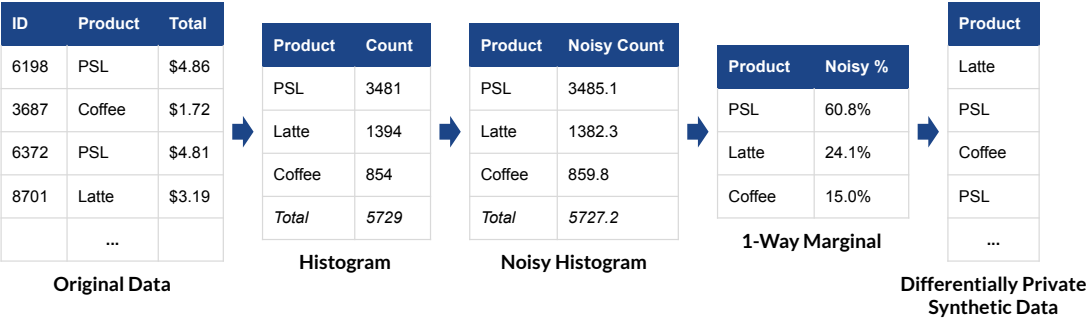 ID Product Total
6198 PSL $4.86
3687 Coffee $1.72
6372 PSL $4.81
8701 Latte $3.19
...
Original Data
Product Count
PSL 3481
Latte 1394
Coffee 854
Total 5729
Histogram
Product Noisy Count
PSL 3485.1
Latte 1382.3
Coffee 859.8
Total 5727.2
Noisy Histogram
Product Noisy %
PSL 60.8%
Latte 24.1%
Coffee 15.0%
1-Way Marginal
Product
Latte
PSL
Coffee
PSL
...
Differentially Private
Synthetic Data